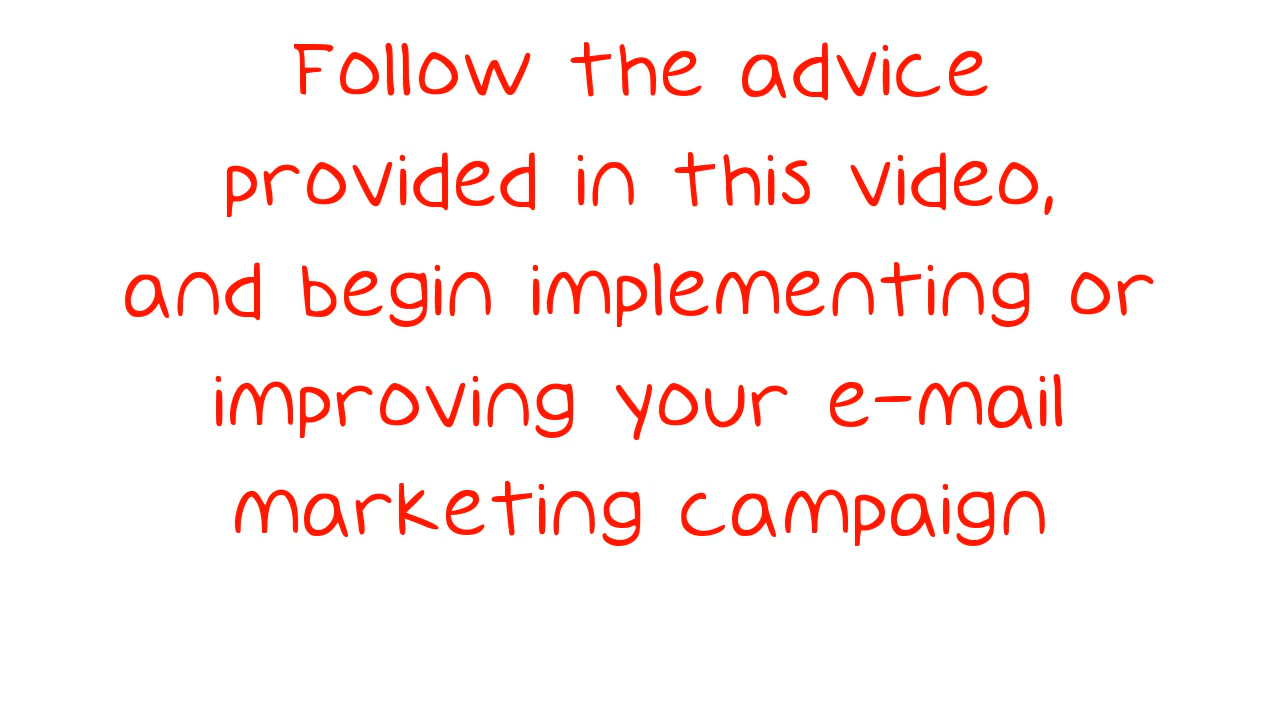 Follow the advice
provided in this video,
and begin implementing or
improving your e-mail
marketing campaign